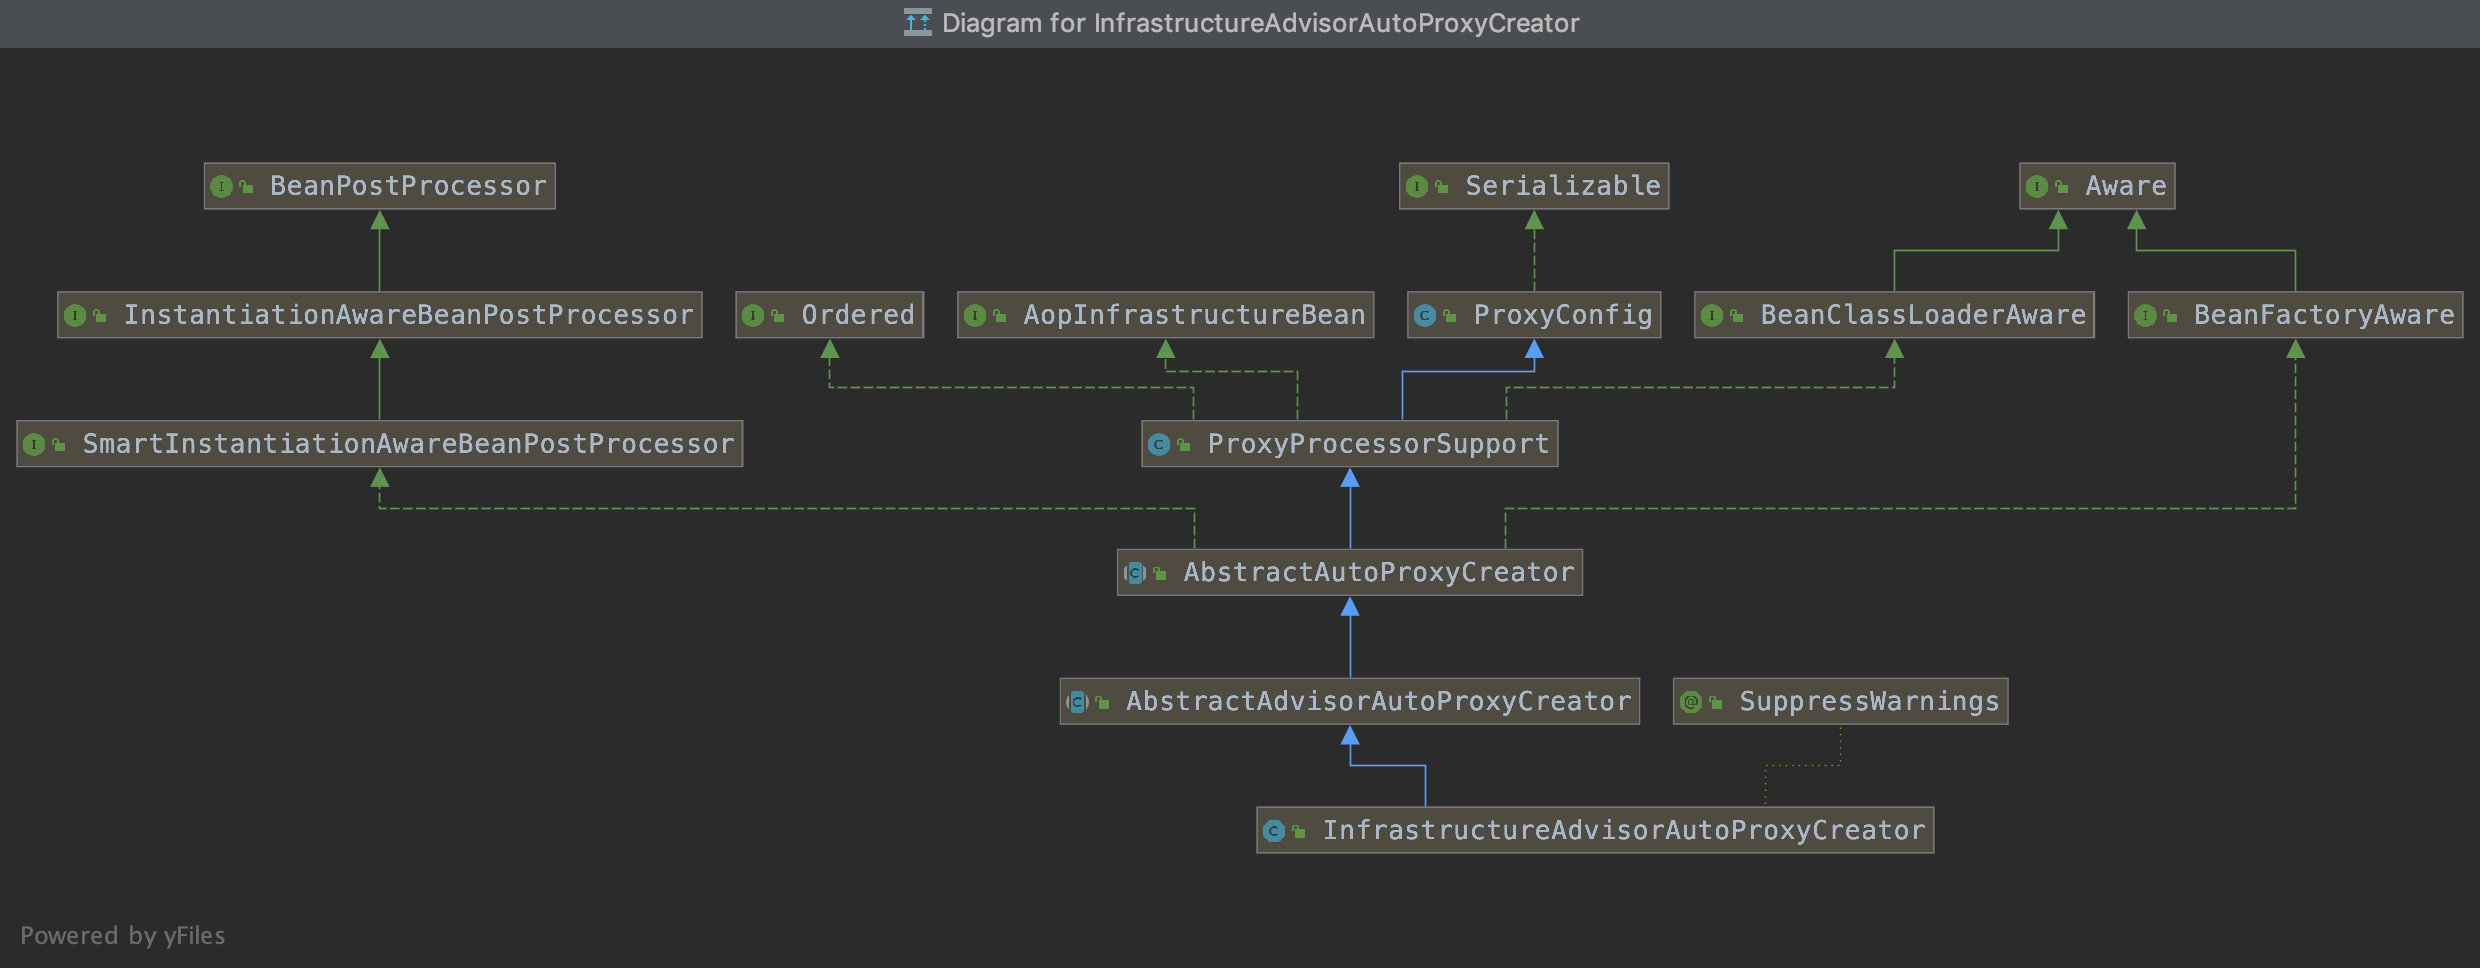 Diagram for InfrastructureAdvisorAutoProxyCreator
I BeanPostProcessor
I Serializable
I Aware
I InstantiationAwareBeanPostProcessor
I Ordered
I AopInfrastructureBean
C ProxyConfig
I BeanClassLoaderAware
I BeanFactoryAware
I SmartInstantiationAwareBeanPostProcessor
C ProxyProcessorSupport
C AbstractAutoProxyCreator
C AbstractAdvisorAutoProxyCreator
@ SuppressWarnings
C InfrastructureAdvisorAutoProxyCreator
Powered by yFiles